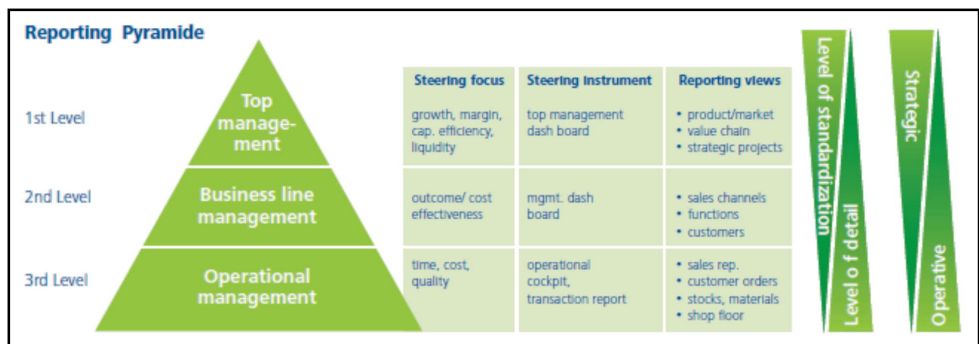 Reporting Pyramide
Steering focus
Steering instrument
Reporting views
1st Level
Top
manage-
ment
growth, margin,
cap. efficiency,
liquidity
top management
dash board
• product/market
• value chain
• strategic projects
2nd Level
Business line
management
outcome/ cost
effectiveness
mgmt. dash
board
• sales channels
• functions
• customers
3rd Level
Operational
management
time, cost,
quality
operational
cockpit,
transaction report
• sales rep.
• customer orders
• stocks, materials
• shop floor
Level of standardization
Level o f detail
Strategic
Operative